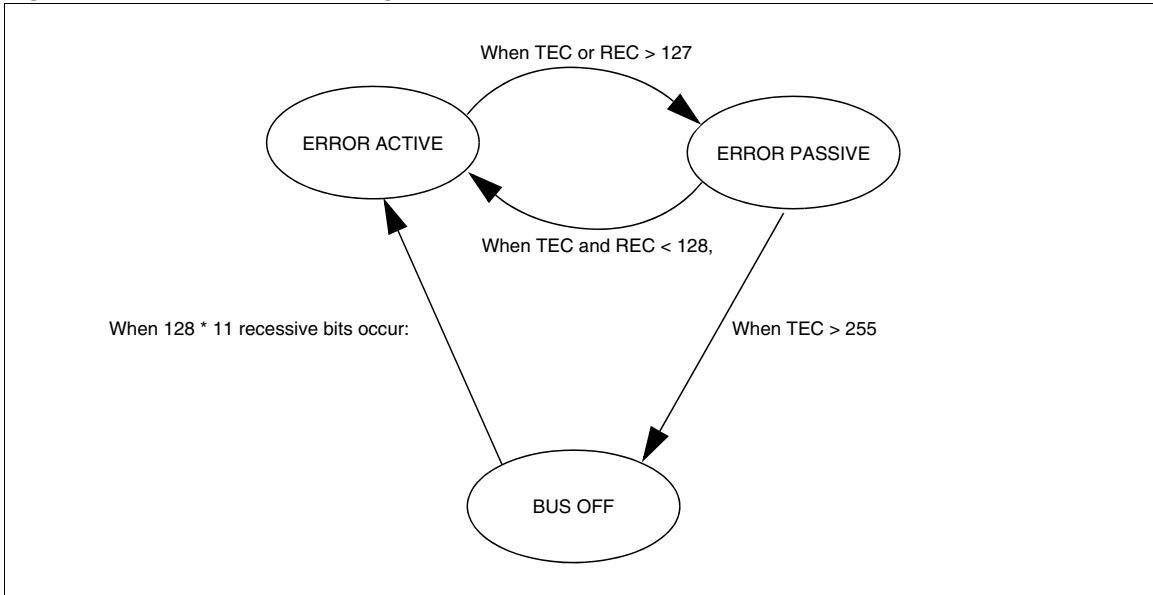 When TEC or REC > 127
ERROR ACTIVE
ERROR PASSIVE
When TEC and REC < 128,
When 128 * 11 recessive bits occur:
When TEC > 255
BUS OFF